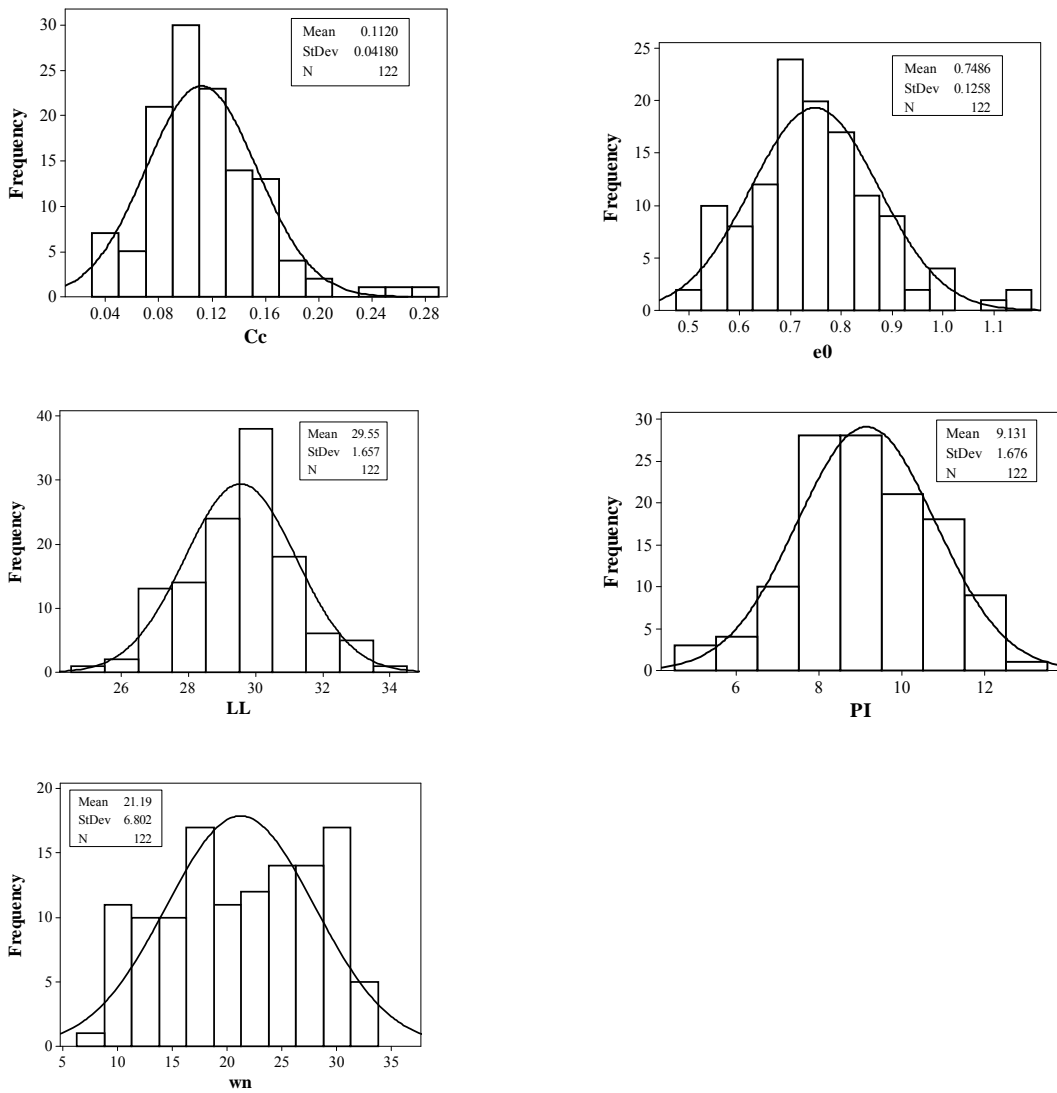 30
25
20
15
10
5
0
Frequency
Mean 0.1120
StDev 0.04180
N 122
0.04 0.08 0.12 0.16 0.20 0.24 0.28
Cc
25
20
15
10
5
0
Frequency
Mean 0.7486
StDev 0.1258
N 122
0.5 0.6 0.7 0.8 0.9 1.0 1.1
e0
40
30
20
10
0
Frequency
Mean 29.55
StDev 1.657
N 122
26 28 30 32 34
LL
30
25
20
15
10
5
0
Frequency
Mean 9.131
StDev 1.676
N 122
6 8 10 12
PI
20
15
10
5
0
Frequency
Mean 21.19
StDev 6.802
N 122
5 10 15 20 25 30 35
wn